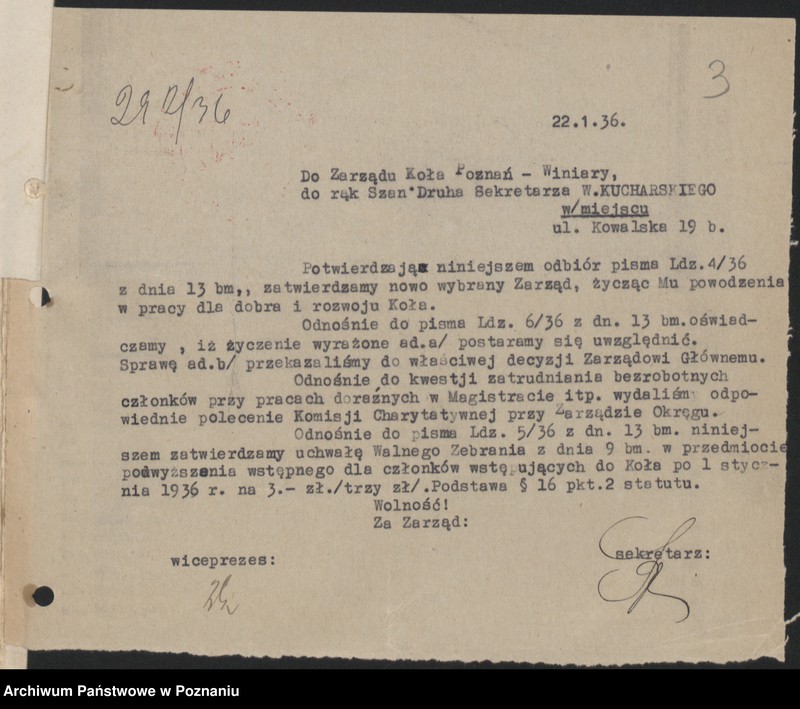 3
22.1.36.
Do Zarządu Koła Poznań - Winiary,
do rąk Szan.Druha Sekretarza W.KUCHARSKIEGO
w/miejscu
ul. Kowalska 19 b.
Potwierdzając niniejszem odbiór pisma Ldz.4/36
z dnia 13 bm,, zatwierdzamy nowo wybrany Zarząd, życząc Mu powodzenia
w pracy dla dobra i rozwoju Koła.
Odnośnie do pisma Ldz. 6/36 z dn. 13 bm.oświad-
czamy , iż życzenie wyrażone ad.a/ postaramy się uwzględnić.
Sprawę ad.b/ przekazaliśmy do właściwej decyzji Zarządowi Głównemu.
Odnośnie do kwestji zatrudniania bezrobotnych
członków przy pracach doraźnych w Magistracie itp. wydaliśmy odpo-
wiednie polecenie Komisji Charytatywnej przy Zarządzie Okręgu.
Odnośnie do pisma Ldz. 5/36 z dn. 13 bm. niniej-
szem zatwierdzamy uchwałę Walnego Zebrania z dnia 9 bm. w przedmiocie
podwyższenia wstępnego dla członków wstępujących do Koła po 1 stycz-
nia 1936 r. na 3.- zł./trzy zł/.Podstawa § 16 pkt.2 statutu.
Wolność!
Za Zarząd:
wiceprezes:
sekretarz:
Archiwum Państwowe w Poznaniu